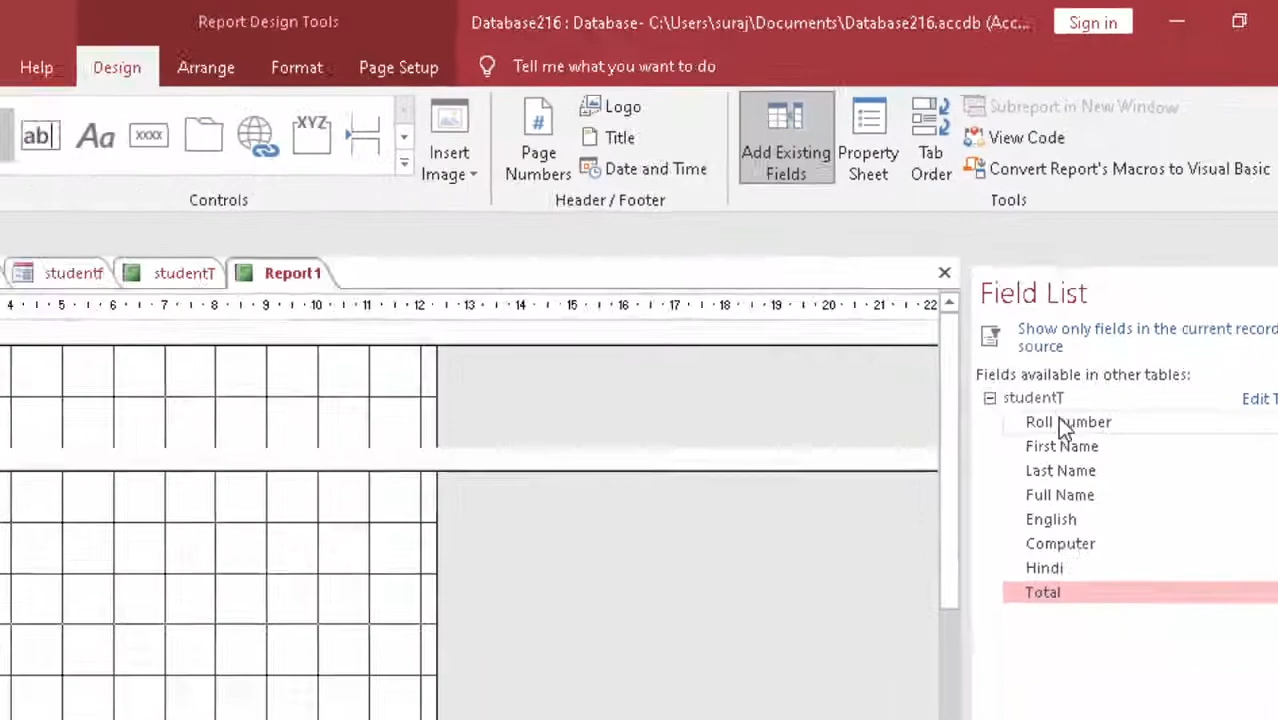 Report Design Tools
Database216 : Database- C:\Users\suraj\Documents\Database216.accdb (Acc...
Sign in
Help
Design
Arrange
Format
Page Setup
Tell me what you want to do
ab|
Aa
XXXX
XYZ
Insert
Image
Page
Numbers
#
Logo
Title
Date and Time
Add Existing
Fields
Property
Sheet
Tab
Order
Subreport in New Window
View Code
Convert Report's Macros to Visual Basic
Controls
Header / Footer
Tools
studentf
studentT
Report1
4 5 6 7 8 9 10 11 12 13 14 15 16 17 18 19 20 21 22
Field List
Show only fields in the current record
source
Fields available in other tables:
studentT
Edit T
Roll Number
First Name
Last Name
Full Name
English
Computer
Hindi
Total